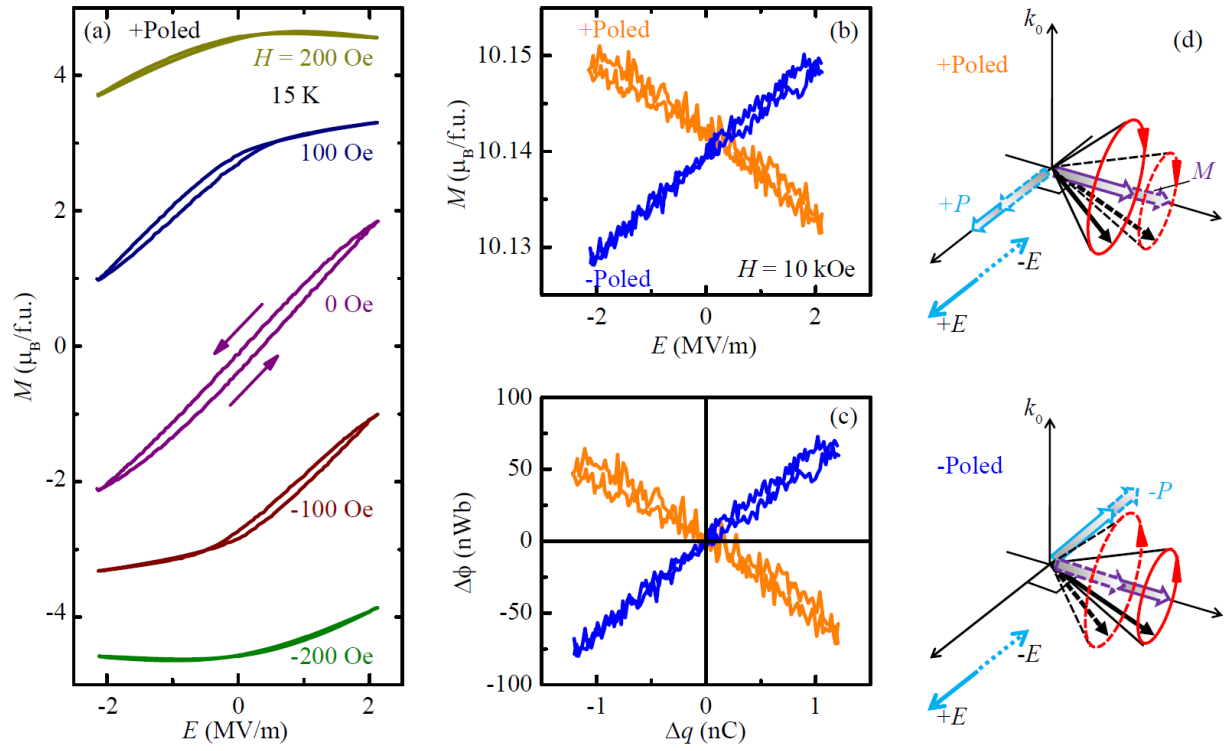 (a)
+Poled
H = 200 Oe
15 K
100 Oe
0 Oe
-100 Oe
-200 Oe
4
2
0
-2
-4
M (μB/f.u.)
-2
0
2
E (MV/m)
(b)
+Poled
-Poled
H = 10 kOe
10.15
10.14
10.13
M (μB/f.u.)
-2
0
2
E (MV/m)
(c)
100
50
0
-50
-100
Δϕ (nWb)
-1
0
1
Δq (nC)
(d)
k0
+Poled
M
+P
-E
+E
k0
-Poled
-P
-E
+E